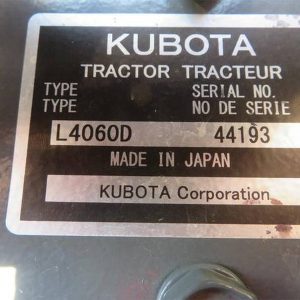 KUBOTA
TRACTOR TRACTEUR
TYPE SERIAL NO.
TYPE NO DE SERIE
L4060D 44193
MADE IN JAPAN
KUBOTA Corporation